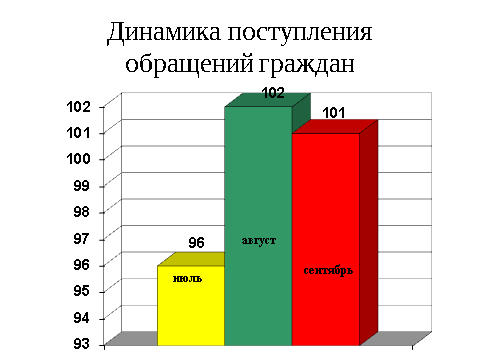 Динамика поступления
обращений граждан
102
101
100
99
98
97
96
95
94
93
96
102
101
июль
август
сентябрь